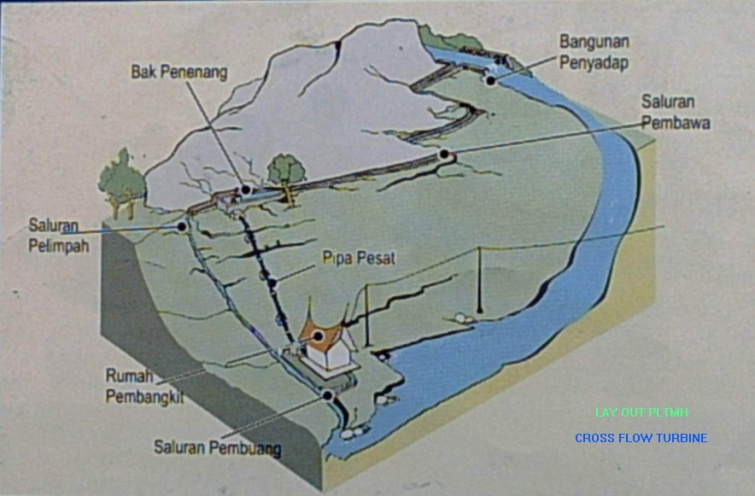 Bangunan
Penyadap
Bak Penenang
Saluran
Pembawa
Saluran
Pelimpah
Pipa Pesat
Rumah
Pembangkit
Saluran Pembuang
LAY OUT PLTMH
CROSS FLOW TURBINE